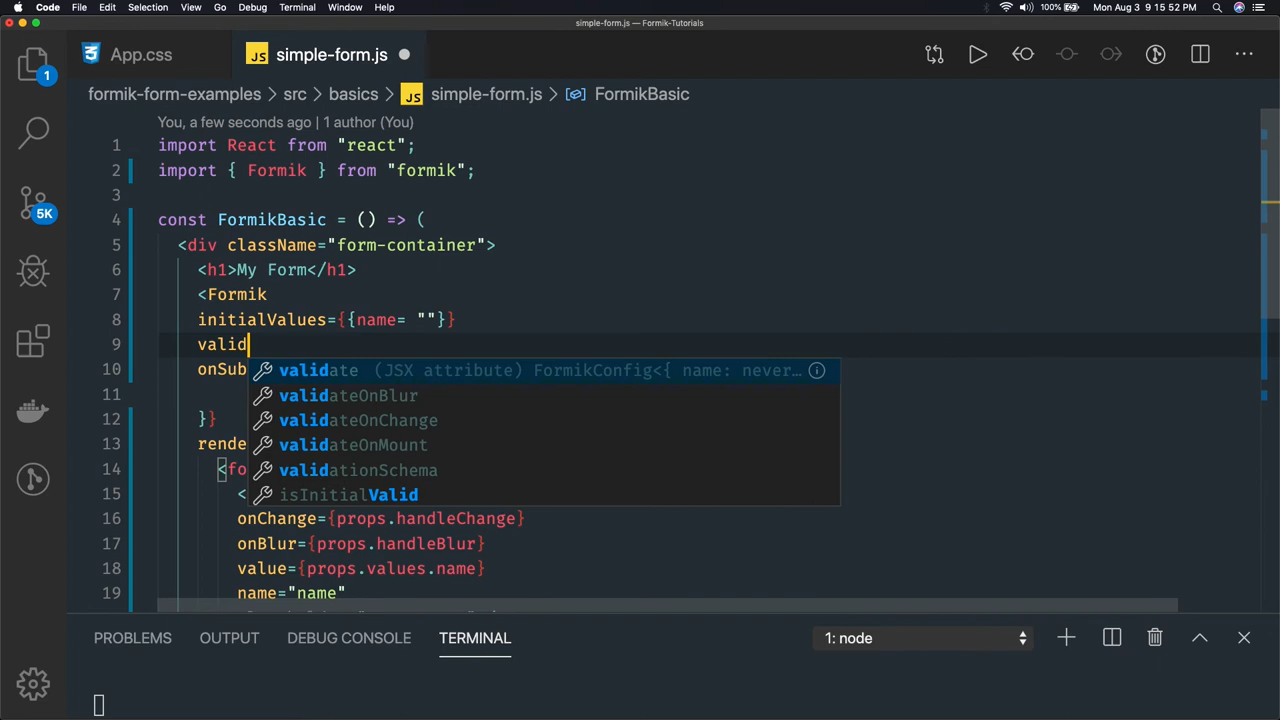 Code File Edit Selection View Go Debug Terminal Window Help 100% Mon Aug 3 9 15 52 PM
simple-form.js — Formik-Tutorials
App.css JS simple-form.js
formik-form-examples > src > basics > JS simple-form.js > FormikBasic
You, a few seconds ago | 1 author (You)
1 import React from "react";
2 import { Formik } from "formik";
3
4 const FormikBasic = () => (
5 <div className="form-container">
6 <h1>My Form</h1>
7 <Formik
8 initialValues={{name= ""}}
9 valid
10 onSub validate (JSX attribute) FormikConfig<{ name: never…
11 validateOnBlur
validateOnChange
12 }}
13 rende validateOnMount
14 <fo validationSchema
15 < isInitialValid
16 onChange={props.handleChange}
17 onBlur={props.handleBlur}
18 value={props.values.name}
19 name="name"
1
5K
PROBLEMS OUTPUT DEBUG CONSOLE TERMINAL 1: node